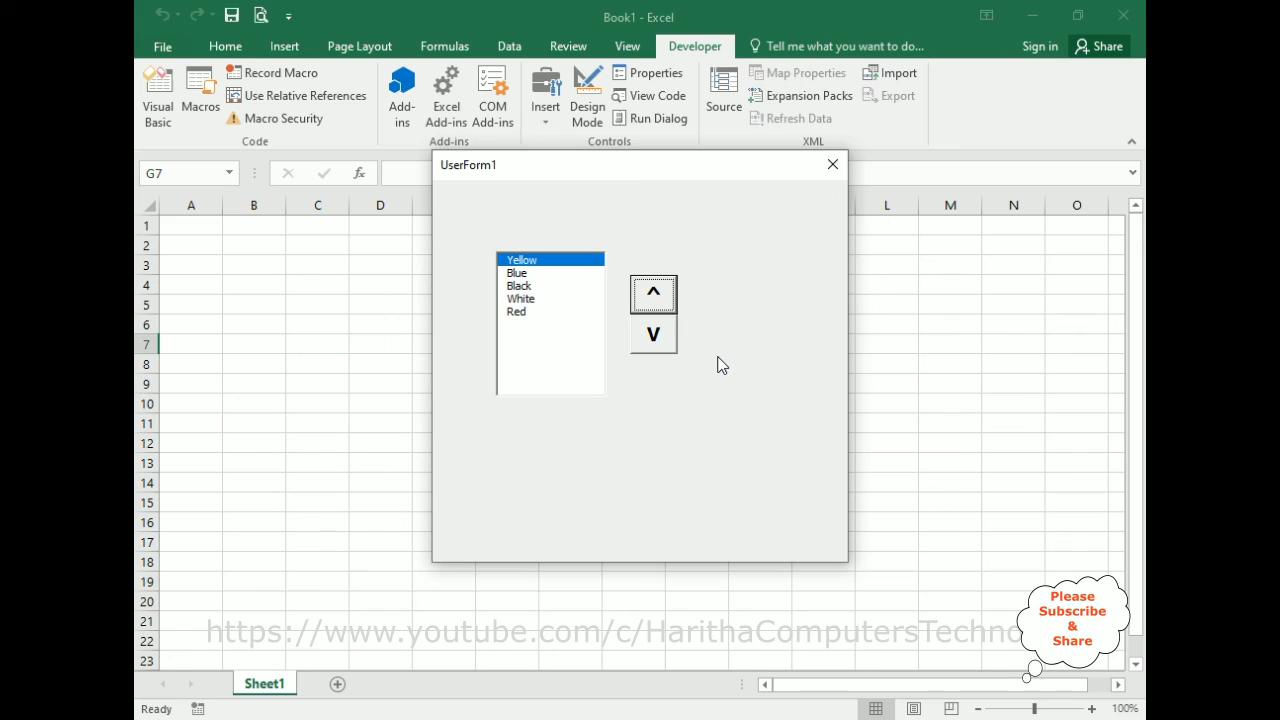 Book1 - Excel
File Home Insert Page Layout Formulas Data Review View Developer Tell me what you want to do... Sign in Share
Visual Basic
Macros
Record Macro
Use Relative References
Macro Security
Code
Add-ins
Excel Add-ins
COM Add-ins
Add-ins
Insert
Design Mode
Properties
View Code
Run Dialog
Controls
Source
Map Properties
Expansion Packs
Refresh Data
Import
Export
XML
G7 fx
UserForm1
A B C D L M N O
1
2
3
4
5
6
7
8
9
10
11
12
13
14
15
16
17
18
19
20
21
22
23
Yellow
Blue
Black
White
Red
^
V
Please
Subscribe
&
Share
https://www.youtube.com/c/HarithaComputersTechno
Sheet1
Ready 100%